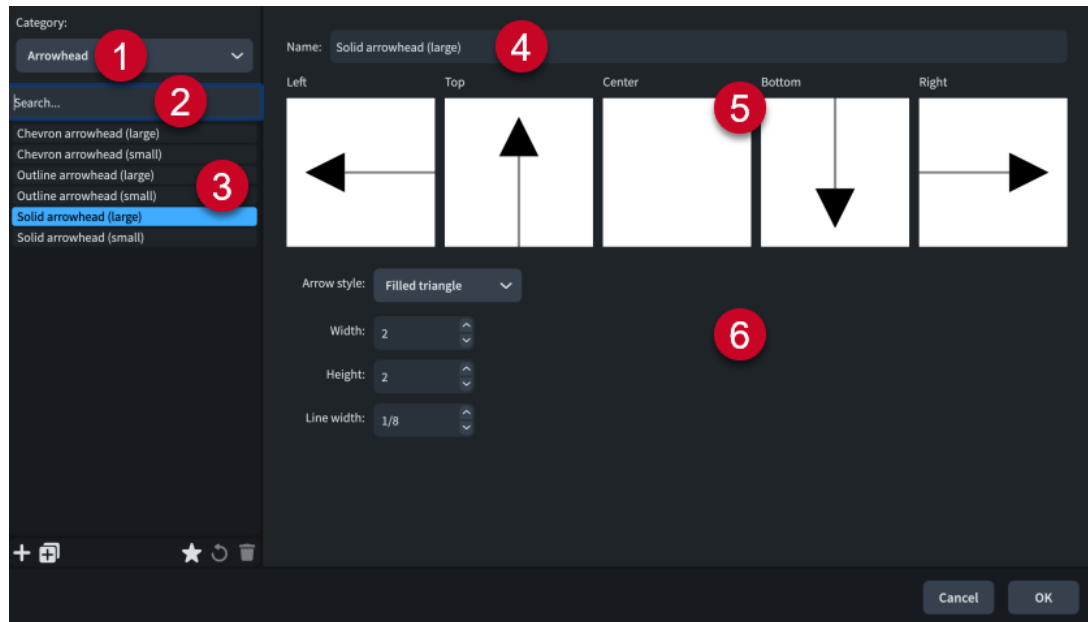 Category:
Arrowhead 1
Search... 2
Chevron arrowhead (large)
Chevron arrowhead (small)
Outline arrowhead (large)
3
Outline arrowhead (small)
Solid arrowhead (large)
Solid arrowhead (small)
Name: Solid arrowhead (large) 4
Left Top Center Bottom Right
5
Arrow style: Filled triangle
Width: 2
6
Height: 2
Line width: 1/8
Cancel OK